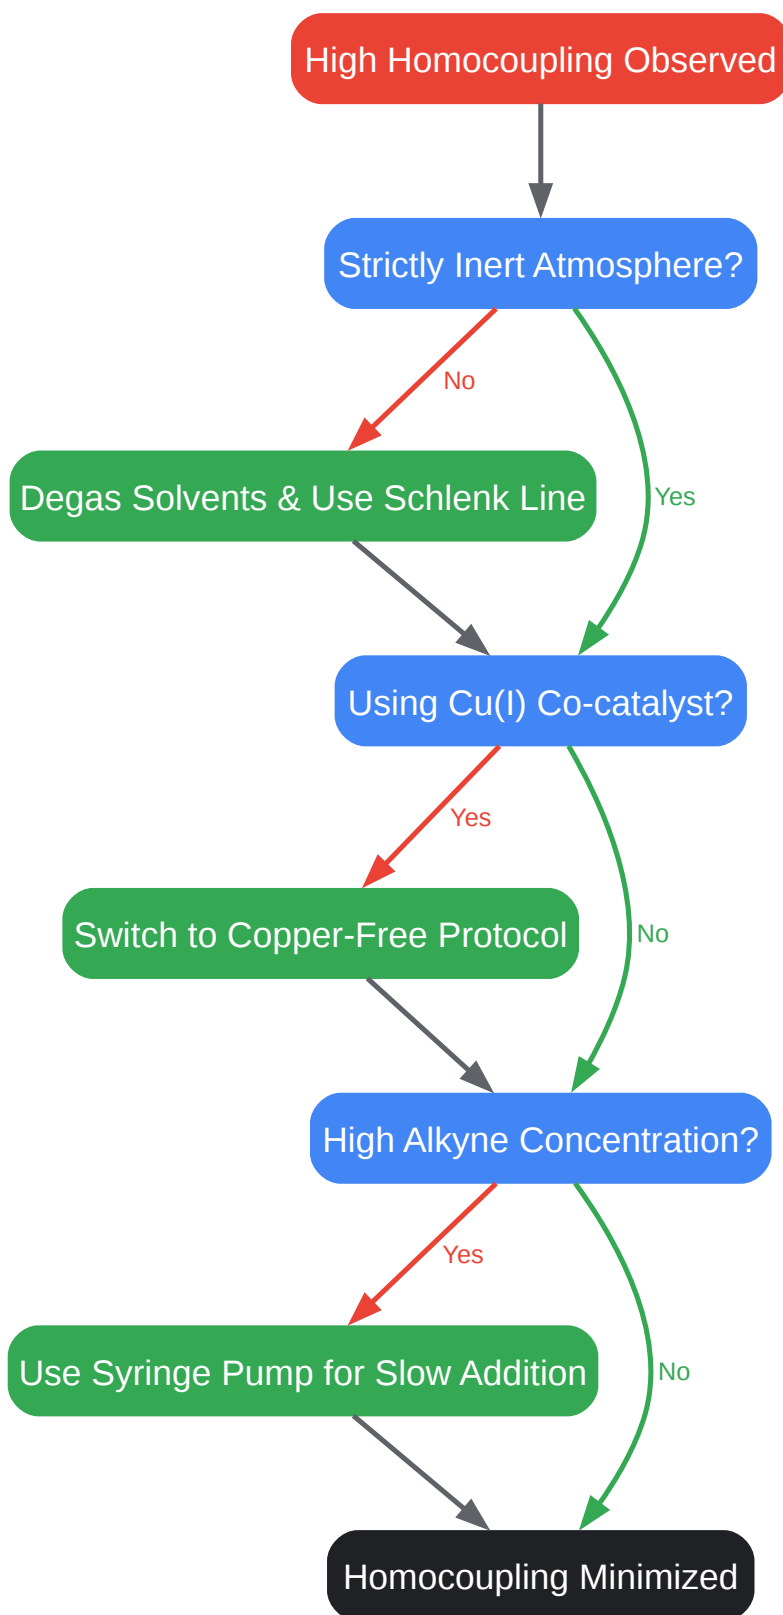 High Homocoupling Observed
Strictly Inert Atmosphere?
No
Degas Solvents & Use Schlenk Line
Yes
Using Cu(I) Co-catalyst?
Yes
Switch to Copper-Free Protocol
No
High Alkyne Concentration?
Yes
Use Syringe Pump for Slow Addition
No
Homocoupling Minimized